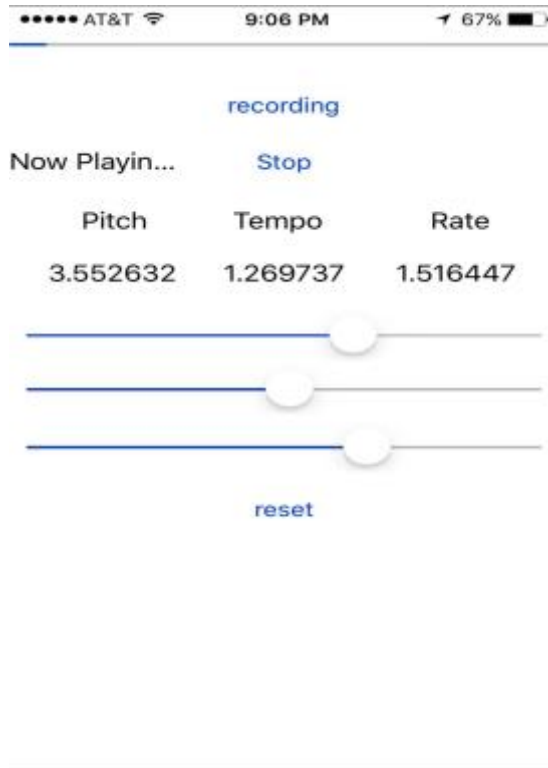 AT&T 9:06 PM 67%
recording
Now Playin... Stop
Pitch Tempo Rate
3.552632 1.269737 1.516447
reset